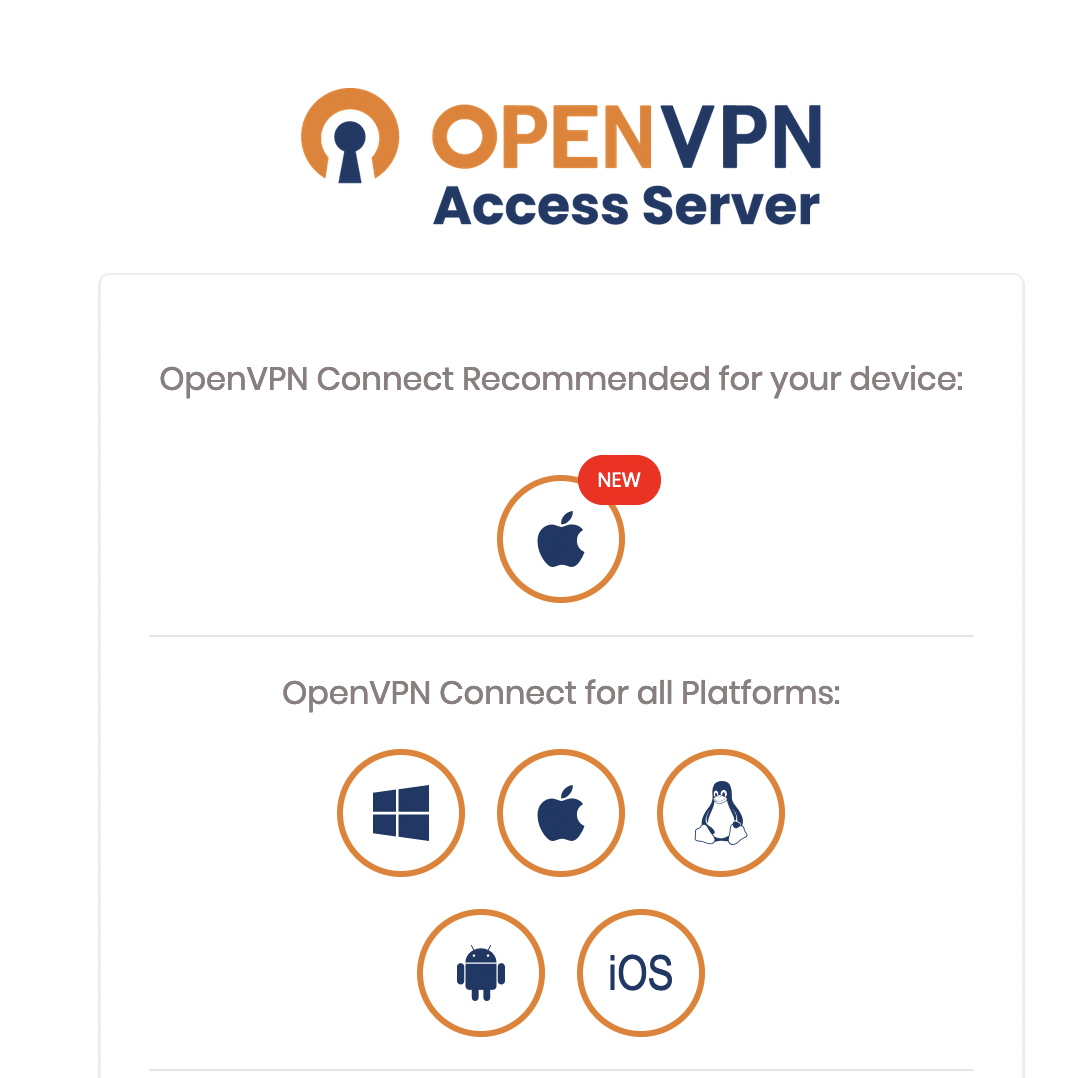 OPENVPN
Access Server
OpenVPN Connect Recommended for your device:
NEW
OpenVPN Connect for all Platforms:
iOS